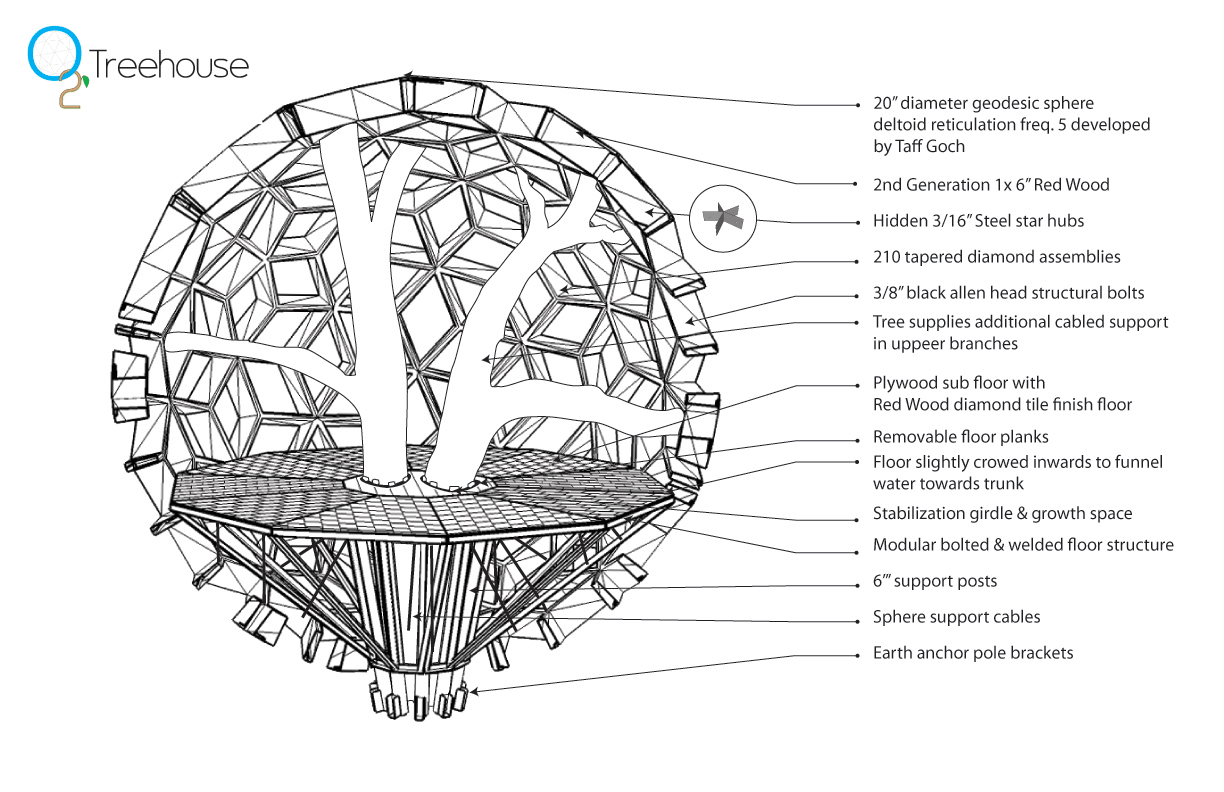 O2 Treehouse
20” diameter geodesic sphere
deltoid reticulation freq. 5 developed
by Taff Goch
2nd Generation 1x 6” Red Wood
Hidden 3/16” Steel star hubs
210 tapered diamond assemblies
3/8” black allen head structural bolts
Tree supplies additional cabled support
in uppeer branches
Plywood sub floor with
Red Wood diamond tile finish floor
Removable floor planks
Floor slightly crowed inwards to funnel
water towards trunk
Stabilization girdle & growth space
Modular bolted & welded floor structure
6’” support posts
Sphere support cables
Earth anchor pole brackets